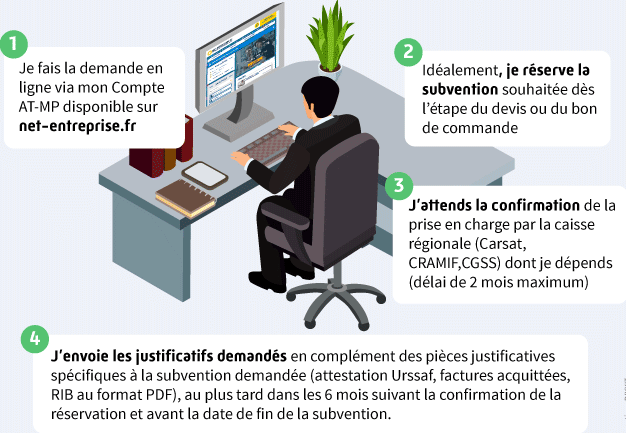 1
Je fais la demande en
ligne via mon Compte
AT-MP disponible sur
net-entreprise.fr
2
Idéalement, je réserve la
subvention souhaitée dès
l'étape du devis ou du bon
de commande
3
J'attends la confirmation de la
prise en charge par la caisse
régionale (Carsat,
CRAMIF,CGSS) dont je dépends
(délai de 2 mois maximum)
4
J'envoie les justificatifs demandés en complément des pièces justificatives
spécifiques à la subvention demandée (attestation Urssaf, factures acquittées,
RIB au format PDF), au plus tard dans les 6 mois suivant la confirmation de la
réservation et avant la date de fin de la subvention.